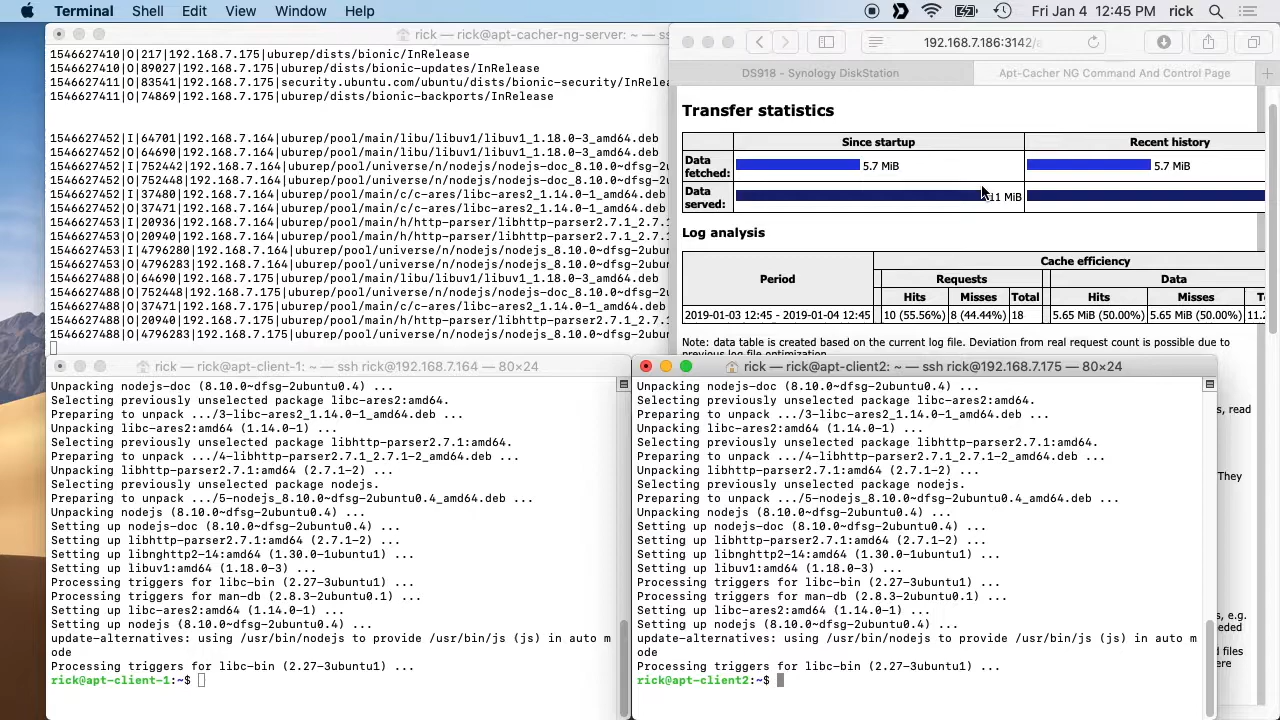 Terminal Shell Edit View Window Help Fri Jan 4 12:45 PM rick
rick — rick@apt-cacher-ng-server: ~ — ss
1546627410|O|217|192.168.7.175|uburep/dists/bionic/InRelease
1546627410|O|89027|192.168.7.175|uburep/dists/bionic-updates/InRelease
1546627411|O|83541|192.168.7.175|security.ubuntu.com/ubuntu/dists/bionic-security/InRelea
1546627411|O|74869|192.168.7.175|uburep/dists/bionic-backports/InRelease
1546627452|I|64701|192.168.7.164|uburep/pool/main/libu/libuv1/libuv1_1.18.0-3_amd64.deb
1546627452|O|64690|192.168.7.164|uburep/pool/main/libu/libuv1/libuv1_1.18.0-3_amd64.deb
1546627452|I|752442|192.168.7.164|uburep/pool/universe/n/nodejs/nodejs-doc_8.10.0~dfsg-2u
1546627452|O|752448|192.168.7.164|uburep/pool/universe/n/nodejs/nodejs-doc_8.10.0~dfsg-2u
1546627452|I|37480|192.168.7.164|uburep/pool/main/c/c-ares/libc-ares2_1.14.0-1_amd64.deb
1546627452|O|37471|192.168.7.164|uburep/pool/main/c/c-ares/libc-ares2_1.14.0-1_amd64.deb
1546627453|I|20936|192.168.7.164|uburep/pool/main/h/http-parser/libhttp-parser2.7.1_2.7.1
1546627453|O|20940|192.168.7.164|uburep/pool/main/h/http-parser/libhttp-parser2.7.1_2.7.1
1546627453|I|4796280|192.168.7.164|uburep/pool/universe/n/nodejs/nodejs_8.10.0~dfsg-2ubun
1546627453|O|4796283|192.168.7.164|uburep/pool/universe/n/nodejs/nodejs_8.10.0~dfsg-2ubun
1546627488|O|64690|192.168.7.175|uburep/pool/main/libu/libuv1/libuv1_1.18.0-3_amd64.deb
1546627488|O|752448|192.168.7.175|uburep/pool/universe/n/nodejs/nodejs-doc_8.10.0~dfsg-2u
1546627488|O|37471|192.168.7.175|uburep/pool/main/c/c-ares/libc-ares2_1.14.0-1_amd64.deb
1546627488|O|20940|192.168.7.175|uburep/pool/main/h/http-parser/libhttp-parser2.7.1_2.7.1
1546627488|O|4796283|192.168.7.175|uburep/pool/universe/n/nodejs/nodejs_8.10.0~dfsg-2ubun
192.168.7.186:3142/a
DS918 - Synology DiskStation Apt-Cacher NG Command And Control Page
Transfer statistics
Since startup Recent history
Data fetched: 5.7 MiB 5.7 MiB
Data served: 11 MiB
Log analysis
Period Cache efficiency
Requests Data
Hits Misses Total Hits Misses
2019-01-03 12:45 - 2019-01-04 12:45 10 (55.56%) 8 (44.44%) 18 5.65 MiB (50.00%) 5.65 MiB (50.00%) 11.2
Note: data table is created based on the current log file. Deviation from real request count is possible due to
previous log file optimization.
s, read
They
s, e.g.
eded
d files
ere
rick — rick@apt-client-1: ~ — ssh rick@192.168.7.164 — 80×24
Unpacking nodejs-doc (8.10.0~dfsg-2ubuntu0.4) ...
Selecting previously unselected package libc-ares2:amd64.
Preparing to unpack .../3-libc-ares2_1.14.0-1_amd64.deb ...
Unpacking libc-ares2:amd64 (1.14.0-1) ...
Selecting previously unselected package libhttp-parser2.7.1:amd64.
Preparing to unpack .../4-libhttp-parser2.7.1_2.7.1-2_amd64.deb ...
Unpacking libhttp-parser2.7.1:amd64 (2.7.1-2) ...
Selecting previously unselected package nodejs.
Preparing to unpack .../5-nodejs_8.10.0~dfsg-2ubuntu0.4_amd64.deb ...
Unpacking nodejs (8.10.0~dfsg-2ubuntu0.4) ...
Setting up nodejs-doc (8.10.0~dfsg-2ubuntu0.4) ...
Setting up libhttp-parser2.7.1:amd64 (2.7.1-2) ...
Setting up libnghttp2-14:amd64 (1.30.0-1ubuntu1) ...
Setting up libuv1:amd64 (1.18.0-3) ...
Processing triggers for libc-bin (2.27-3ubuntu1) ...
Processing triggers for man-db (2.8.3-2ubuntu0.1) ...
Setting up libc-ares2:amd64 (1.14.0-1) ...
Setting up nodejs (8.10.0~dfsg-2ubuntu0.4) ...
update-alternatives: using /usr/bin/nodejs to provide /usr/bin/js (js) in auto m
ode
Processing triggers for libc-bin (2.27-3ubuntu1) ...
rick@apt-client-1:~$
rick — rick@apt-client2: ~ — ssh rick@192.168.7.175 — 80×24
Unpacking nodejs-doc (8.10.0~dfsg-2ubuntu0.4) ...
Selecting previously unselected package libc-ares2:amd64.
Preparing to unpack .../3-libc-ares2_1.14.0-1_amd64.deb ...
Unpacking libc-ares2:amd64 (1.14.0-1) ...
Selecting previously unselected package libhttp-parser2.7.1:amd64.
Preparing to unpack .../4-libhttp-parser2.7.1_2.7.1-2_amd64.deb ...
Unpacking libhttp-parser2.7.1:amd64 (2.7.1-2) ...
Selecting previously unselected package nodejs.
Preparing to unpack .../5-nodejs_8.10.0~dfsg-2ubuntu0.4_amd64.deb ...
Unpacking nodejs (8.10.0~dfsg-2ubuntu0.4) ...
Setting up nodejs-doc (8.10.0~dfsg-2ubuntu0.4) ...
Setting up libhttp-parser2.7.1:amd64 (2.7.1-2) ...
Setting up libnghttp2-14:amd64 (1.30.0-1ubuntu1) ...
Setting up libuv1:amd64 (1.18.0-3) ...
Processing triggers for libc-bin (2.27-3ubuntu1) ...
Processing triggers for man-db (2.8.3-2ubuntu0.1) ...
Setting up libc-ares2:amd64 (1.14.0-1) ...
Setting up nodejs (8.10.0~dfsg-2ubuntu0.4) ...
update-alternatives: using /usr/bin/nodejs to provide /usr/bin/js (js) in auto m
ode
Processing triggers for libc-bin (2.27-3ubuntu1) ...
rick@apt-client2:~$